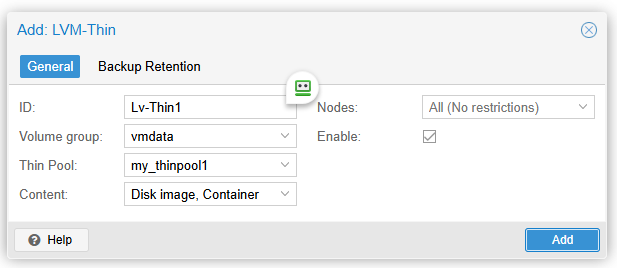 Add: LVM-Thin
General Backup Retention
ID: Lv-Thin1 Nodes: All (No restrictions)
Volume group: vmdata Enable:
Thin Pool: my_thinpool1
Content: Disk image, Container
Help Add